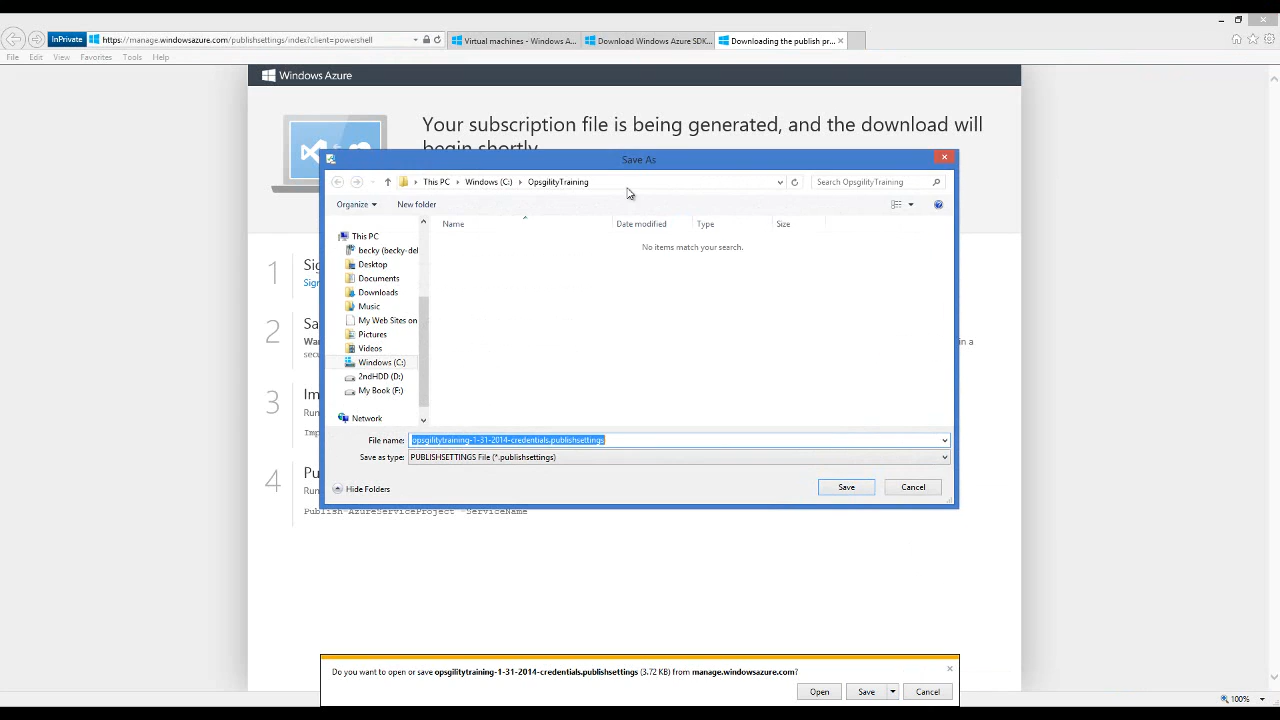 InPrivate
https://manage.windowsazure.com/publishsettings/index?client=powershell
Virtual machines - Windows A...
Download Windows Azure SDK...
Downloading the publish pr...
File Edit View Favorites Tools Help
Windows Azure
Your subscription file is being generated, and the download will
begin shortly
Save As
This PC Windows (C:) OpsgilityTraining
Search OpsgilityTraining
Organize New folder
Name Date modified Type Size
No items match your search.
This PC
becky (becky-del
Desktop
Documents
Downloads
Music
My Web Sites on
Pictures
Videos
Windows (C:)
2ndHDD (D:)
My Book (F:)
Network
1
2
3
4
in a
File name: opsgilitytraining-1-31-2014-credentials.publishsettings
Save as type: PUBLISHSETTINGS File (*.publishsettings)
Hide Folders
Save Cancel
Publish-AzureServiceProject -ServiceName
Do you want to open or save opsgilitytraining-1-31-2014-credentials.publishsettings (3.72 KB) from manage.windowsazure.com?
Open Save Cancel
100%